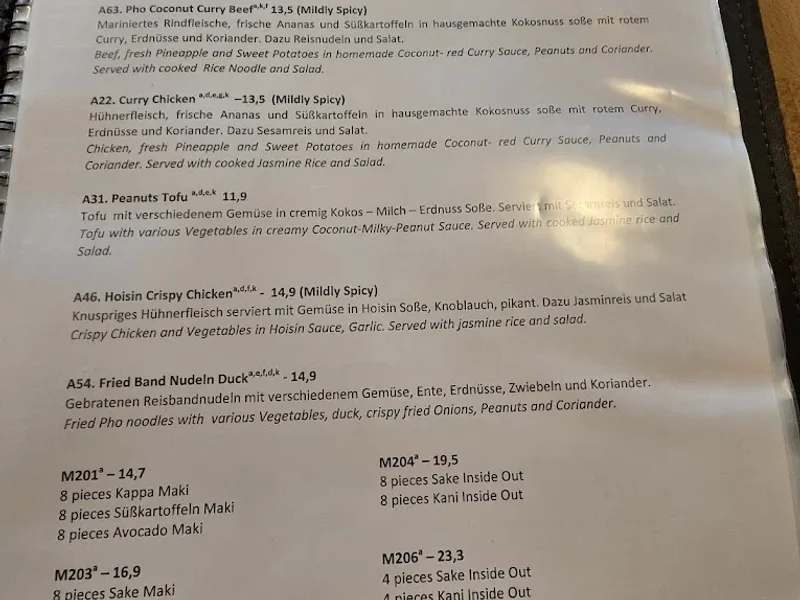 A63. Pho Coconut Curry Beef a,k,f 13,5 (Mildly Spicy)
Mariniertes Rindfleische, frische Ananas und Süßkartoffeln in hausgemachte Kokosnuss soße mit rotem
Curry, Erdnüsse und Koriander. Dazu Reisnudeln und Salat.
Beef, fresh Pineapple and Sweet Potatoes in homemade Coconut- red Curry Sauce, Peanuts and Coriander.
Served with cooked Rice Noodle and Salad.
A22. Curry Chicken a,d,e,g,k –13,5 (Mildly Spicy)
Hühnerfleisch, frische Ananas und Süßkartoffeln in hausgemachte Kokosnuss soße mit rotem Curry,
Erdnüsse und Koriander. Dazu Sesamreis und Salat.
Chicken, fresh Pineapple and Sweet Potatoes in homemade Coconut- red Curry Sauce, Peanuts and
Coriander. Served with cooked Jasmine Rice and Salad.
A31. Peanuts Tofu a,d,e,k 11,9
Tofu mit verschiedenem Gemüse in cremig Kokos – Milch – Erdnuss Soße. Serviert mit Sesamreis und Salat.
Tofu with various Vegetables in creamy Coconut-Milky-Peanut Sauce. Served with cooked Jasmine rice and
Salad.
A46. Hoisin Crispy Chicken a,d,f,k - 14,9 (Mildly Spicy)
Knuspriges Hühnerfleisch serviert mit Gemüse in Hoisin Soße, Knoblauch, pikant. Dazu Jasminreis und Salat
Crispy Chicken and Vegetables in Hoisin Sauce, Garlic. Served with jasmine rice and salad.
A54. Fried Band Nudeln Duck a,e,f,d,k - 14,9
Gebratenen Reisbandnudeln mit verschiedenem Gemüse, Ente, Erdnüsse, Zwiebeln und Koriander.
Fried Pho noodles with various Vegetables, duck, crispy fried Onions, Peanuts and Coriander.
M201 a – 14,7
8 pieces Kappa Maki
8 pieces Süßkartoffeln Maki
8 pieces Avocado Maki
M203 a – 16,9
8 pieces Sake Maki
M204 a – 19,5
8 pieces Sake Inside Out
8 pieces Kani Inside Out
M206 a – 23,3
4 pieces Sake Inside Out
4 pieces Kani Inside Out